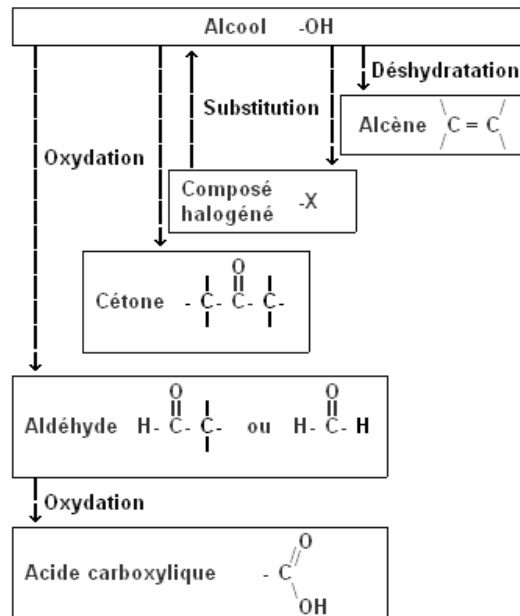 Alcool -OH
Déshydratation
Substitution
Alcène C = C
Oxydation
Composé halogéné -X
O
Cétone - C - C - C -
O O
Aldéhyde H - C - C - ou H - C - H
Oxydation
O
Acide carboxylique - C
OH